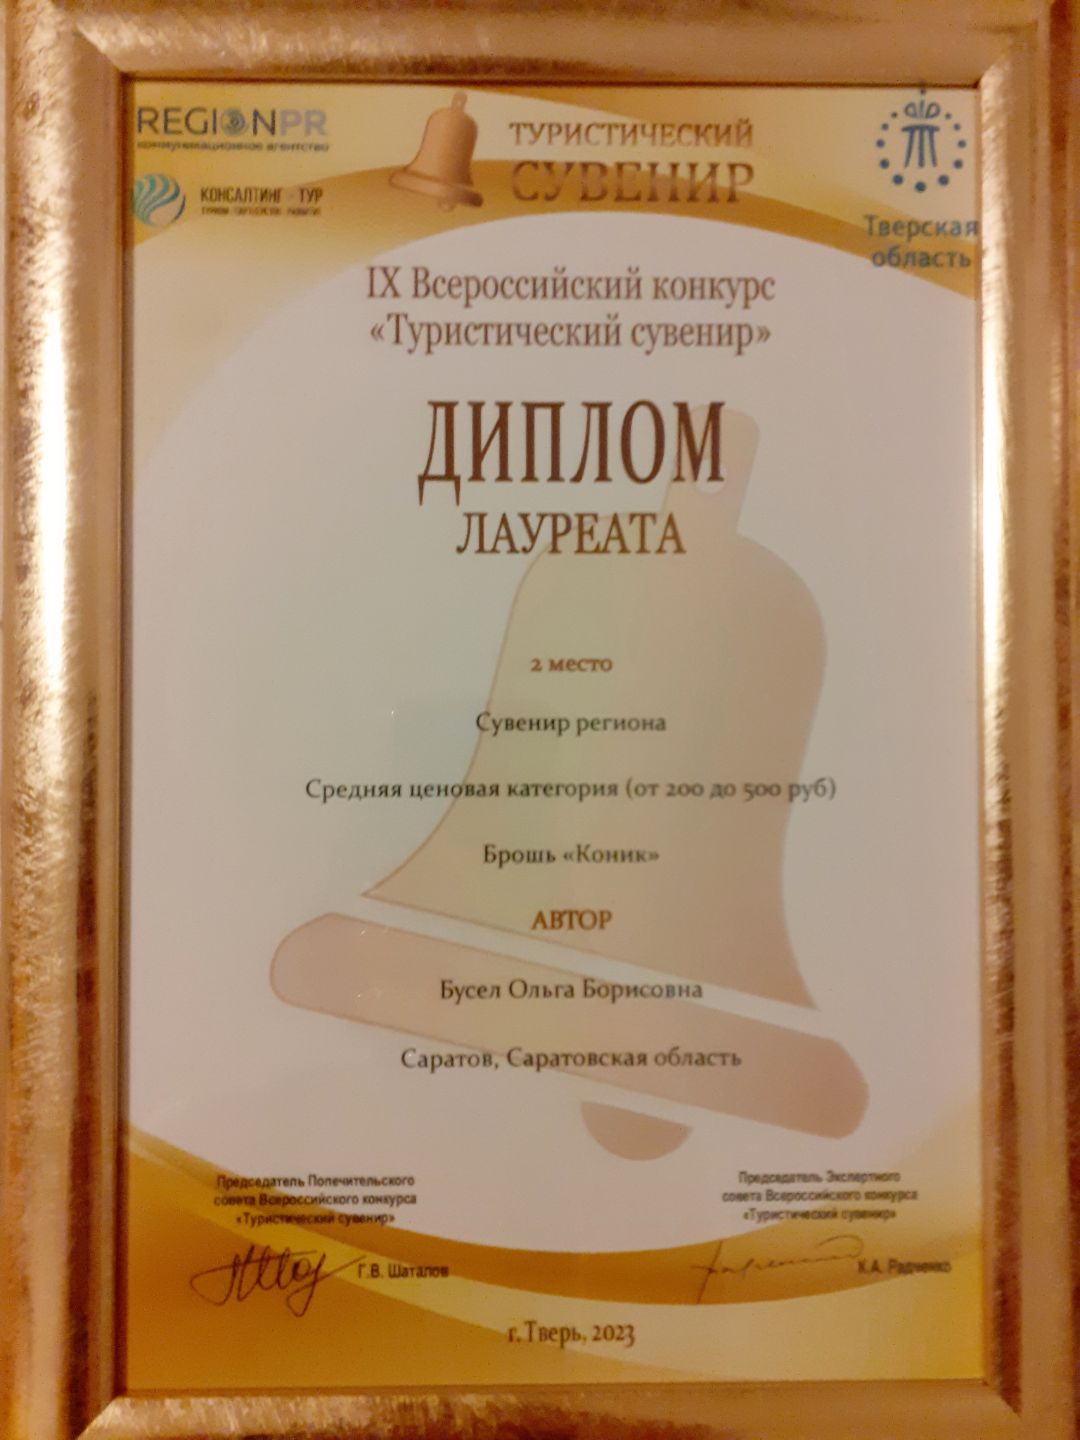 REGIONPR
коммуникационное агентство
КОНСАЛТИНГ - ТУР
ТУРИСТИЧЕСКИЙ
СУВЕНИР
Тверская
область
IX Всероссийский конкурс
«Туристический сувенир»
ДИПЛОМ
ЛАУРЕАТА
2 место
Сувенир региона
Средняя ценовая категория (от 200 до 500 руб)
Брошь «Коник»
АВТОР
Бусел Ольга Борисовна
Саратов, Саратовская область
Председатель Попечительского
совета Всероссийского конкурса
«Туристический сувенир»
Г.В. Шаталов
Председатель Экспертного
совета Всероссийского конкурса
«Туристический сувенир»
К.А. Радченко
г. Тверь, 2023